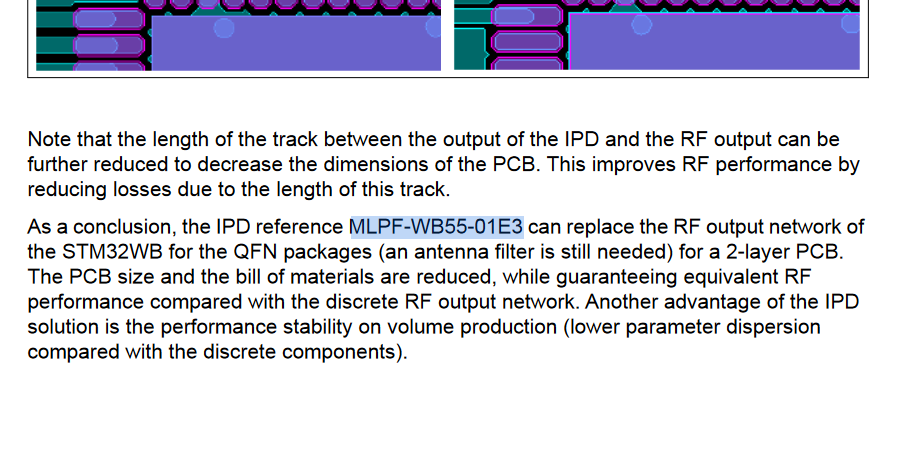 Note that the length of the track between the output of the IPD and the RF output can be
further reduced to decrease the dimensions of the PCB. This improves RF performance by
reducing losses due to the length of this track.
As a conclusion, the IPD reference MLPF-WB55-01E3 can replace the RF output network of
the STM32WB for the QFN packages (an antenna filter is still needed) for a 2-layer PCB.
The PCB size and the bill of materials are reduced, while guaranteeing equivalent RF
performance compared with the discrete RF output network. Another advantage of the IPD
solution is the performance stability on volume production (lower parameter dispersion
compared with the discrete components).